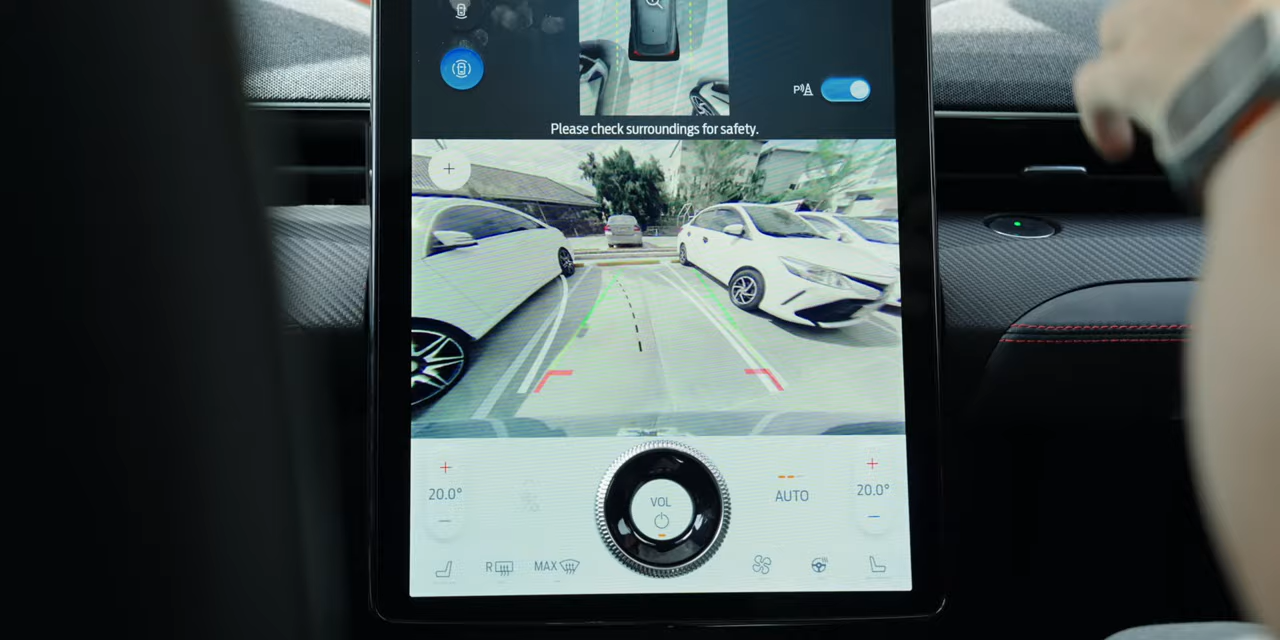 P
Please check surroundings for safety.
20.0°
VOL
AUTO
20.0°
R
MAX